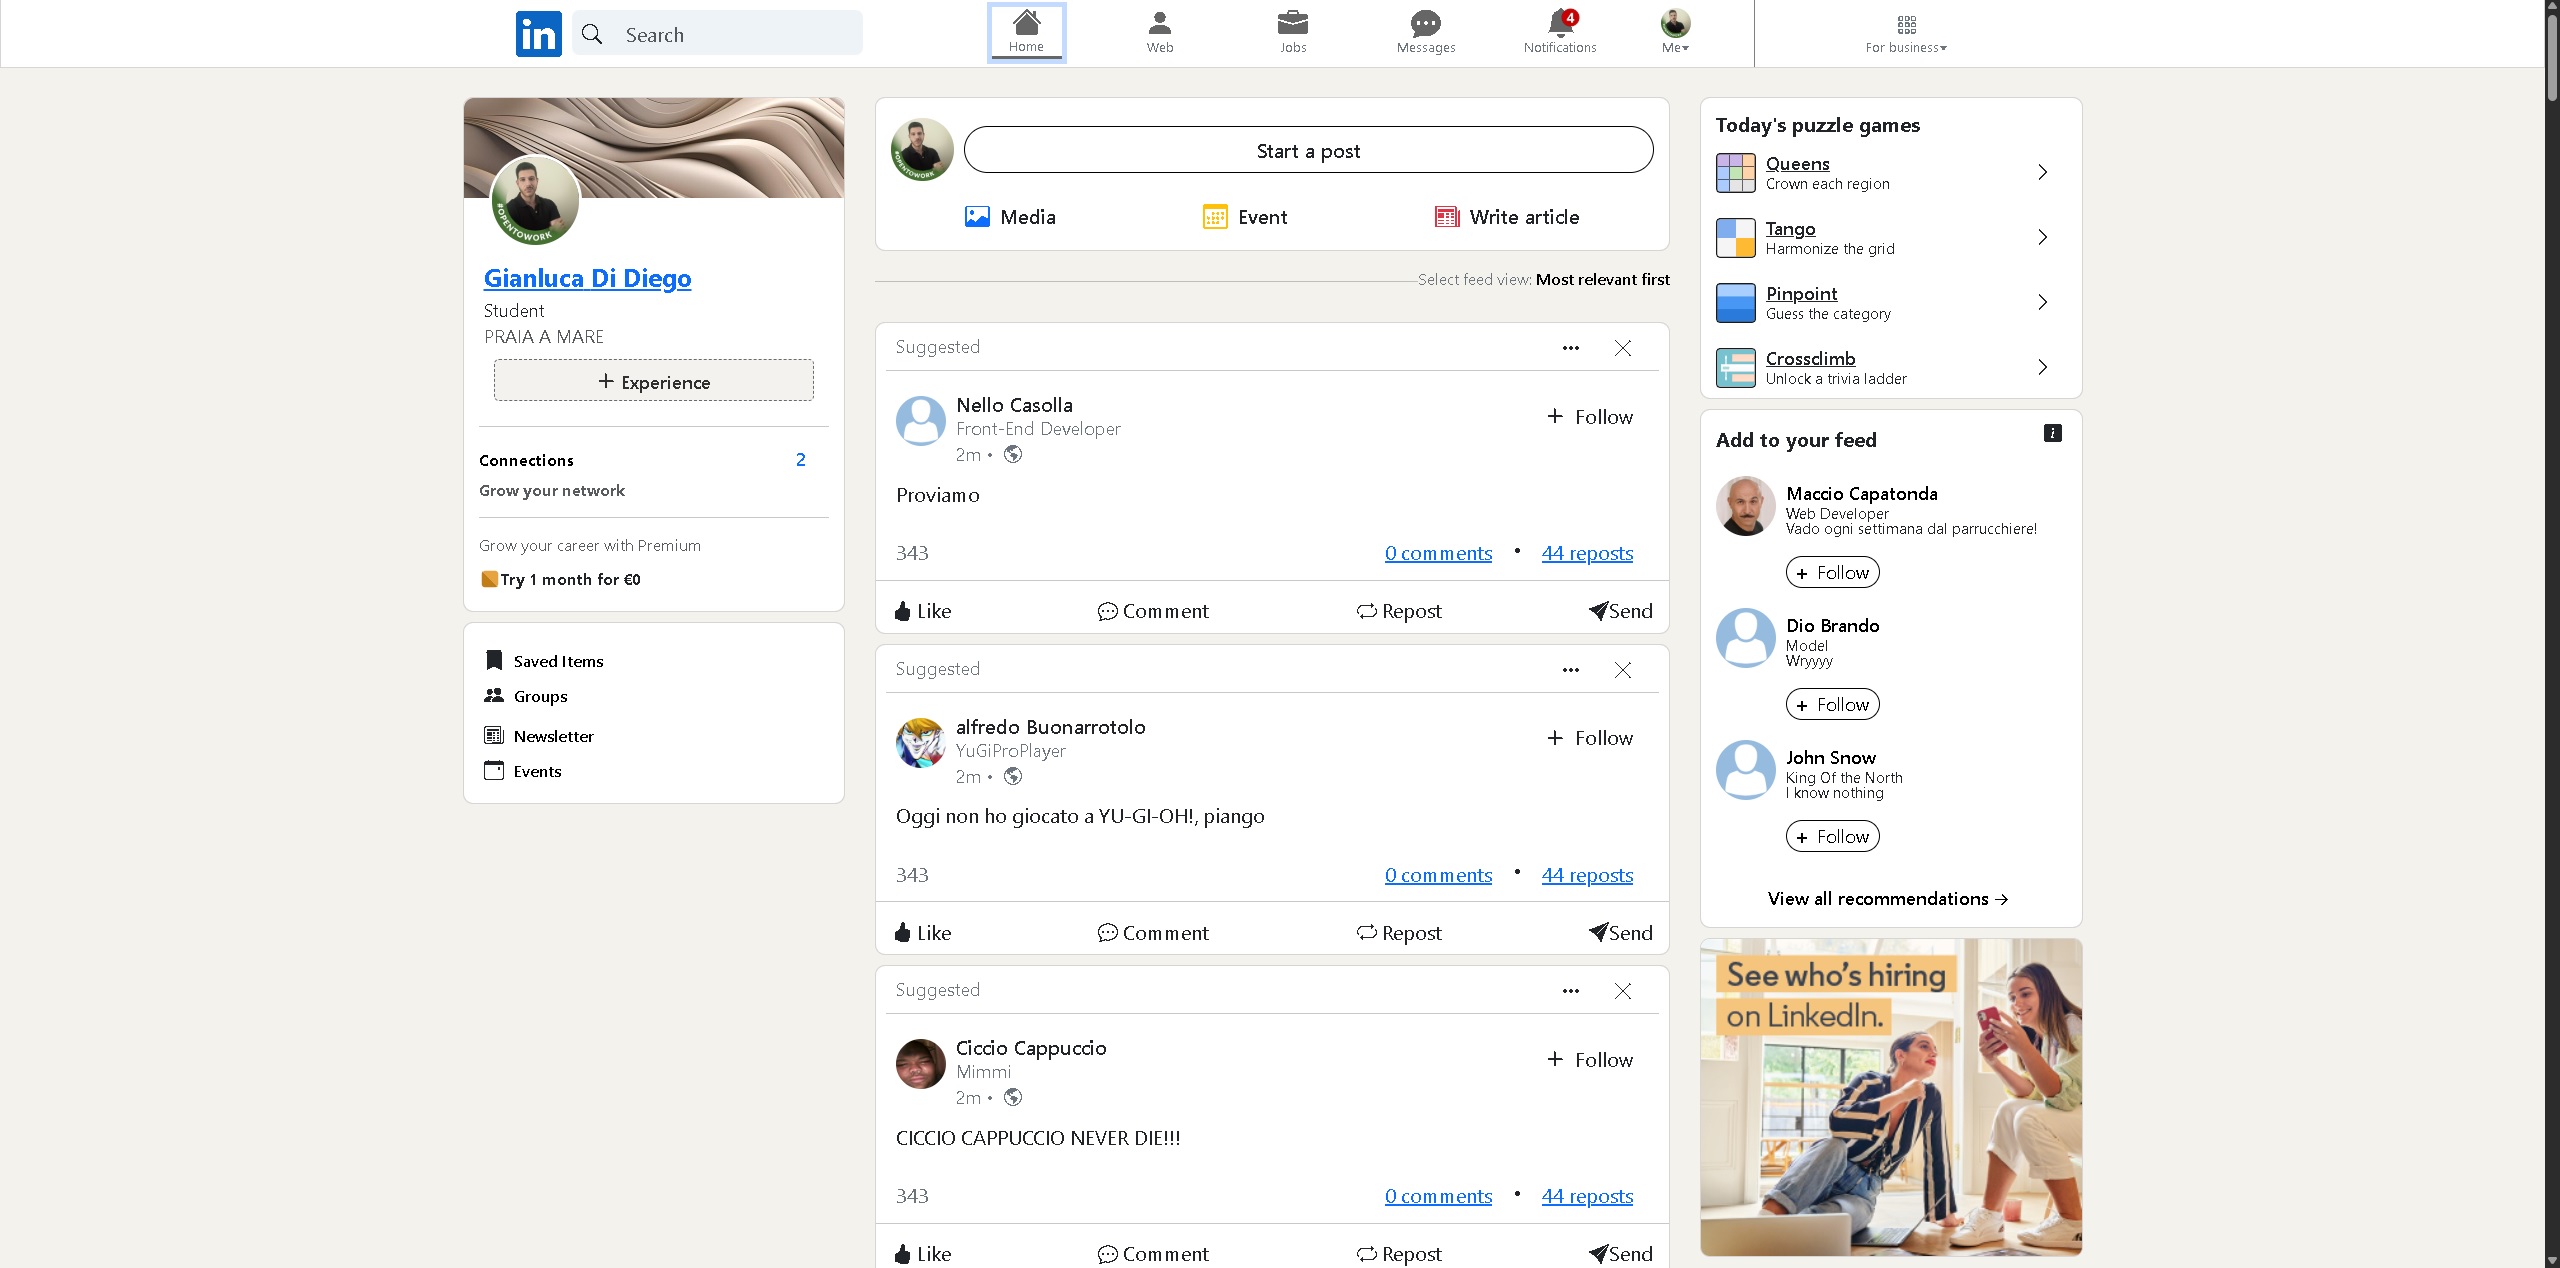 in
Search
Home
Web
Jobs
Messages
4
Notifications
Me
For business
#OPENTOWORK
Gianluca Di Diego
Student
PRAIA A MARE
+ Experience
Connections 2
Grow your network
Grow your career with Premium
Try 1 month for €0
Saved Items
Groups
Newsletter
Events
Start a post
Media
Event
Write article
Select feed view: Most relevant first
Suggested
Nello Casolla
Front-End Developer
2m •
+ Follow
Proviamo
343
0 comments • 44 reposts
Like
Comment
Repost
Send
Suggested
alfredo Buonarrotolo
YuGiProPlayer
2m •
+ Follow
Oggi non ho giocato a YU-GI-OH!, piango
343
0 comments • 44 reposts
Like
Comment
Repost
Send
Suggested
Ciccio Cappuccio
Mimmi
2m •
+ Follow
CICCIO CAPPUCCIO NEVER DIE!!!
343
0 comments • 44 reposts
Like
Comment
Repost
Send
Today's puzzle games
Queens
Crown each region
Tango
Harmonize the grid
Pinpoint
Guess the category
Crossclimb
Unlock a trivia ladder
Add to your feed
i
Maccio Capatonda
Web Developer
Vado ogni settimana dal parrucchiere!
+ Follow
Dio Brando
Model
Wryyyy
+ Follow
John Snow
King Of the North
I know nothing
+ Follow
View all recommendations →
See who's hiring
on LinkedIn.